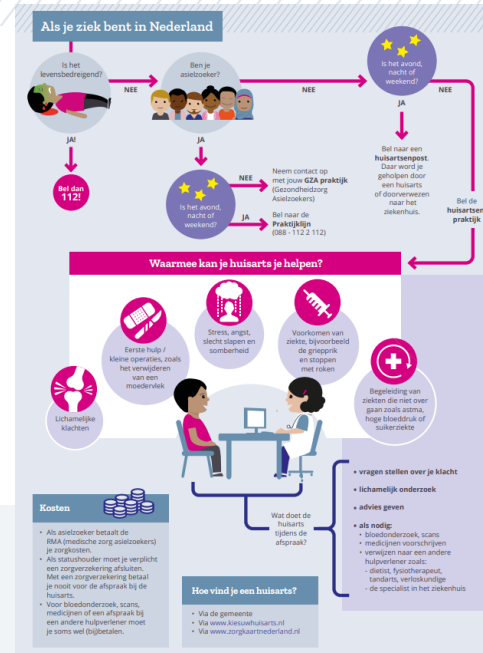 Als je ziek bent in Nederland
Is het
levensbedreigend?
NEE
JA!
Bel dan
112!
Ben je
asielzoeker?
NEE
JA
Is het avond,
nacht of
weekend?
NEE
Neem contact op
met jouw GZA praktijk
(Gezondheidzorg
Asielzoekers)
JA
Bel naar de
Praktijklijn
(088 - 112 2 112)
Is het avond,
nacht of
weekend?
NEE
JA
Bel naar een
huisartsenpost.
Daar word je
geholpen door
een huisarts
of doorverwezen
naar het
ziekenhuis.
Bel de
huisartsen
praktijk
Waarmee kan je huisarts je helpen?
Lichamelijke
klachten
Eerste hulp /
kleine operaties, zoals
het verwijderen
van een
moedervlek
Stress, angst,
slecht slapen en
somberheid
Voorkomen van
ziekte, bijvoorbeeld
de griepprik
en stoppen
met roken
Begeleiding van
ziekten die niet over
gaan zoals astma,
hoge bloeddruk of
suikerziekte
Wat doet de
huisarts
tijdens de
afspraak?
• vragen stellen over je klacht
• lichamelijk onderzoek
• advies geven
• als nodig:
- bloedonderzoek, scans
- medicijnen voorschrijven
- verwijzen naar een andere
hulpverlener zoals:
- dietist, fysiotherapeut,
tandarts, verloskundige
- de specialist in het ziekenhuis
Kosten
• Als asielzoeker betaalt de
RMA (medische zorg asielzoekers)
je zorgkosten.
• Als statushouder moet je verplicht
een zorgverzekering afsluiten.
Met een zorgverzekering betaal
je nooit voor de afspraak bij de
huisarts.
• Voor bloedonderzoek, scans,
medicijnen of een afspraak bij
een andere hulpverlener moet
je soms wel (bij)betalen.
Hoe vind je een huisarts?
• Via de gemeente
• Via www.kiesuwhuisarts.nl
• Via www.zorgkaartnederland.nl